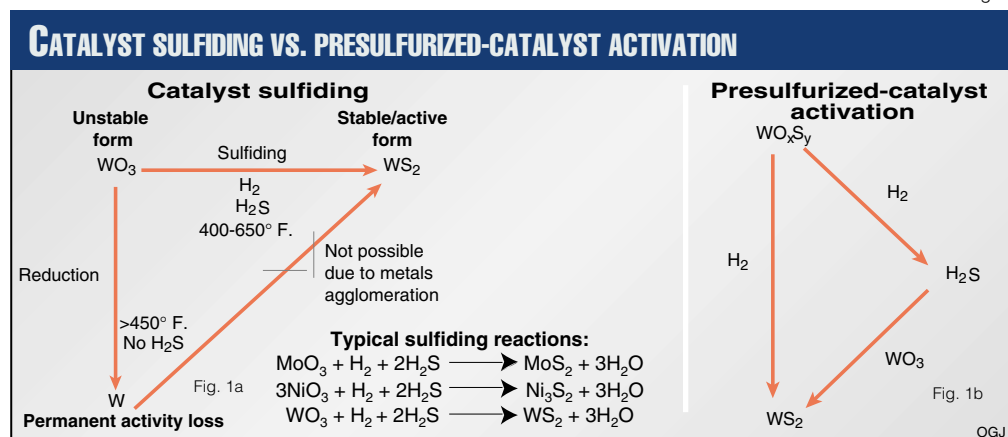 CATALYST SULFIDING VS. PRESULFURIZED-CATALYST ACTIVATION
Catalyst sulfiding
Unstable
form
Stable/active
form
WO₃
Sulfiding
WS₂
H₂
H₂S
400-650° F.
Reduction
Not possible
due to metals
agglomeration
>450° F.
No H₂S
W
Permanent activity loss
Fig. 1a
Typical sulfiding reactions:
MoO₃ + H₂ + 2H₂S → MoS₂ + 3H₂O
3NiO₃ + H₂ + 2H₂S → Ni₃S₂ + 3H₂O
WO₃ + H₂ + 2H₂S → WS₂ + 3H₂O
Presulfurized-catalyst
activation
WOₓSᵧ
H₂
H₂
H₂S
WO₃
WS₂
Fig. 1b
OGJ